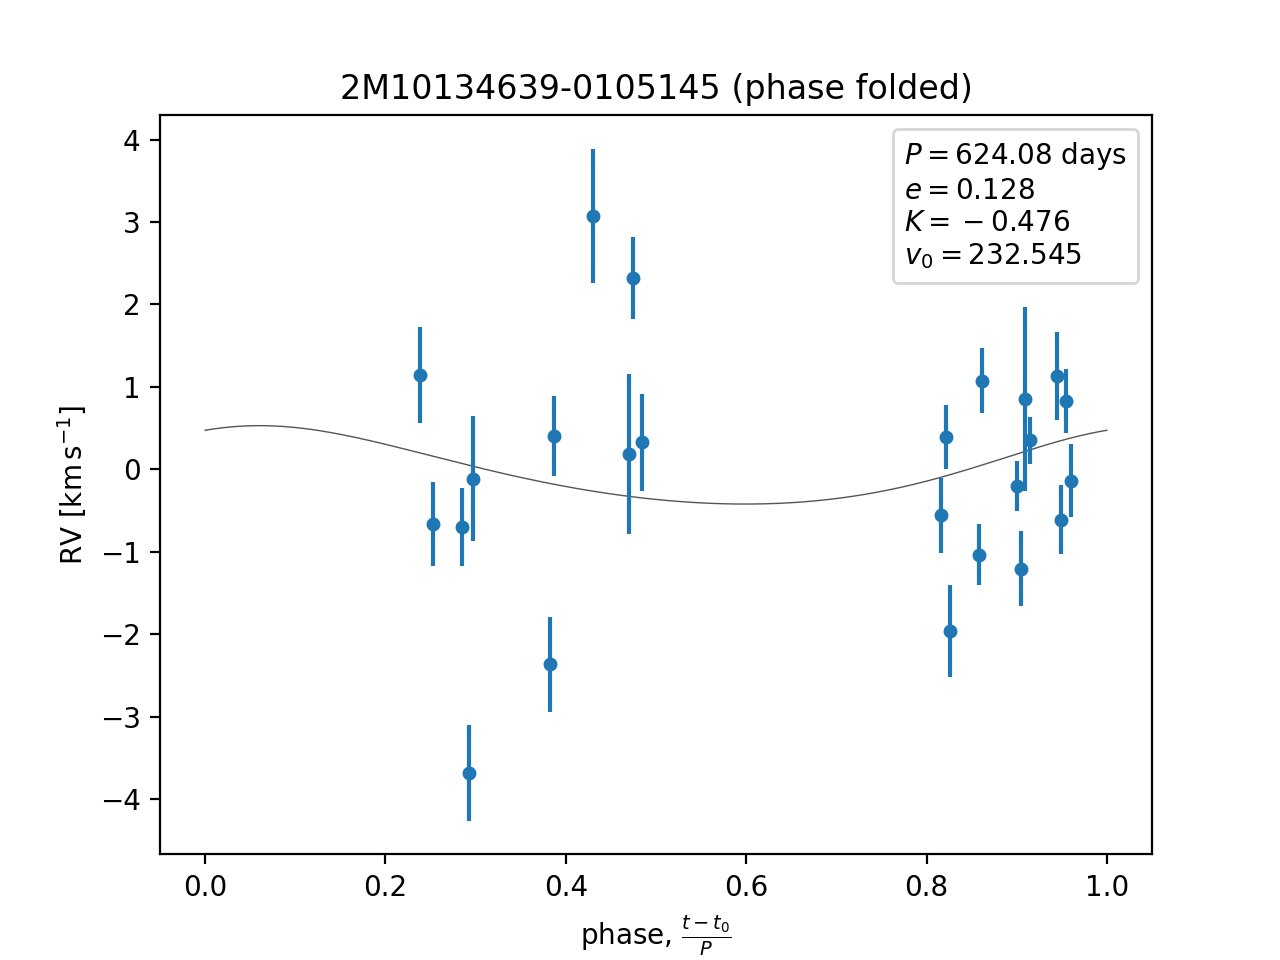 2M10134639-0105145 (phase folded)
P = 624.08 days
e = 0.128
K = −0.476
v₀ = 232.545
RV [km s⁻¹]
4
3
2
1
0
−1
−2
−3
−4
0.0 0.2 0.4 0.6 0.8 1.0
phase, (t − t₀)/P